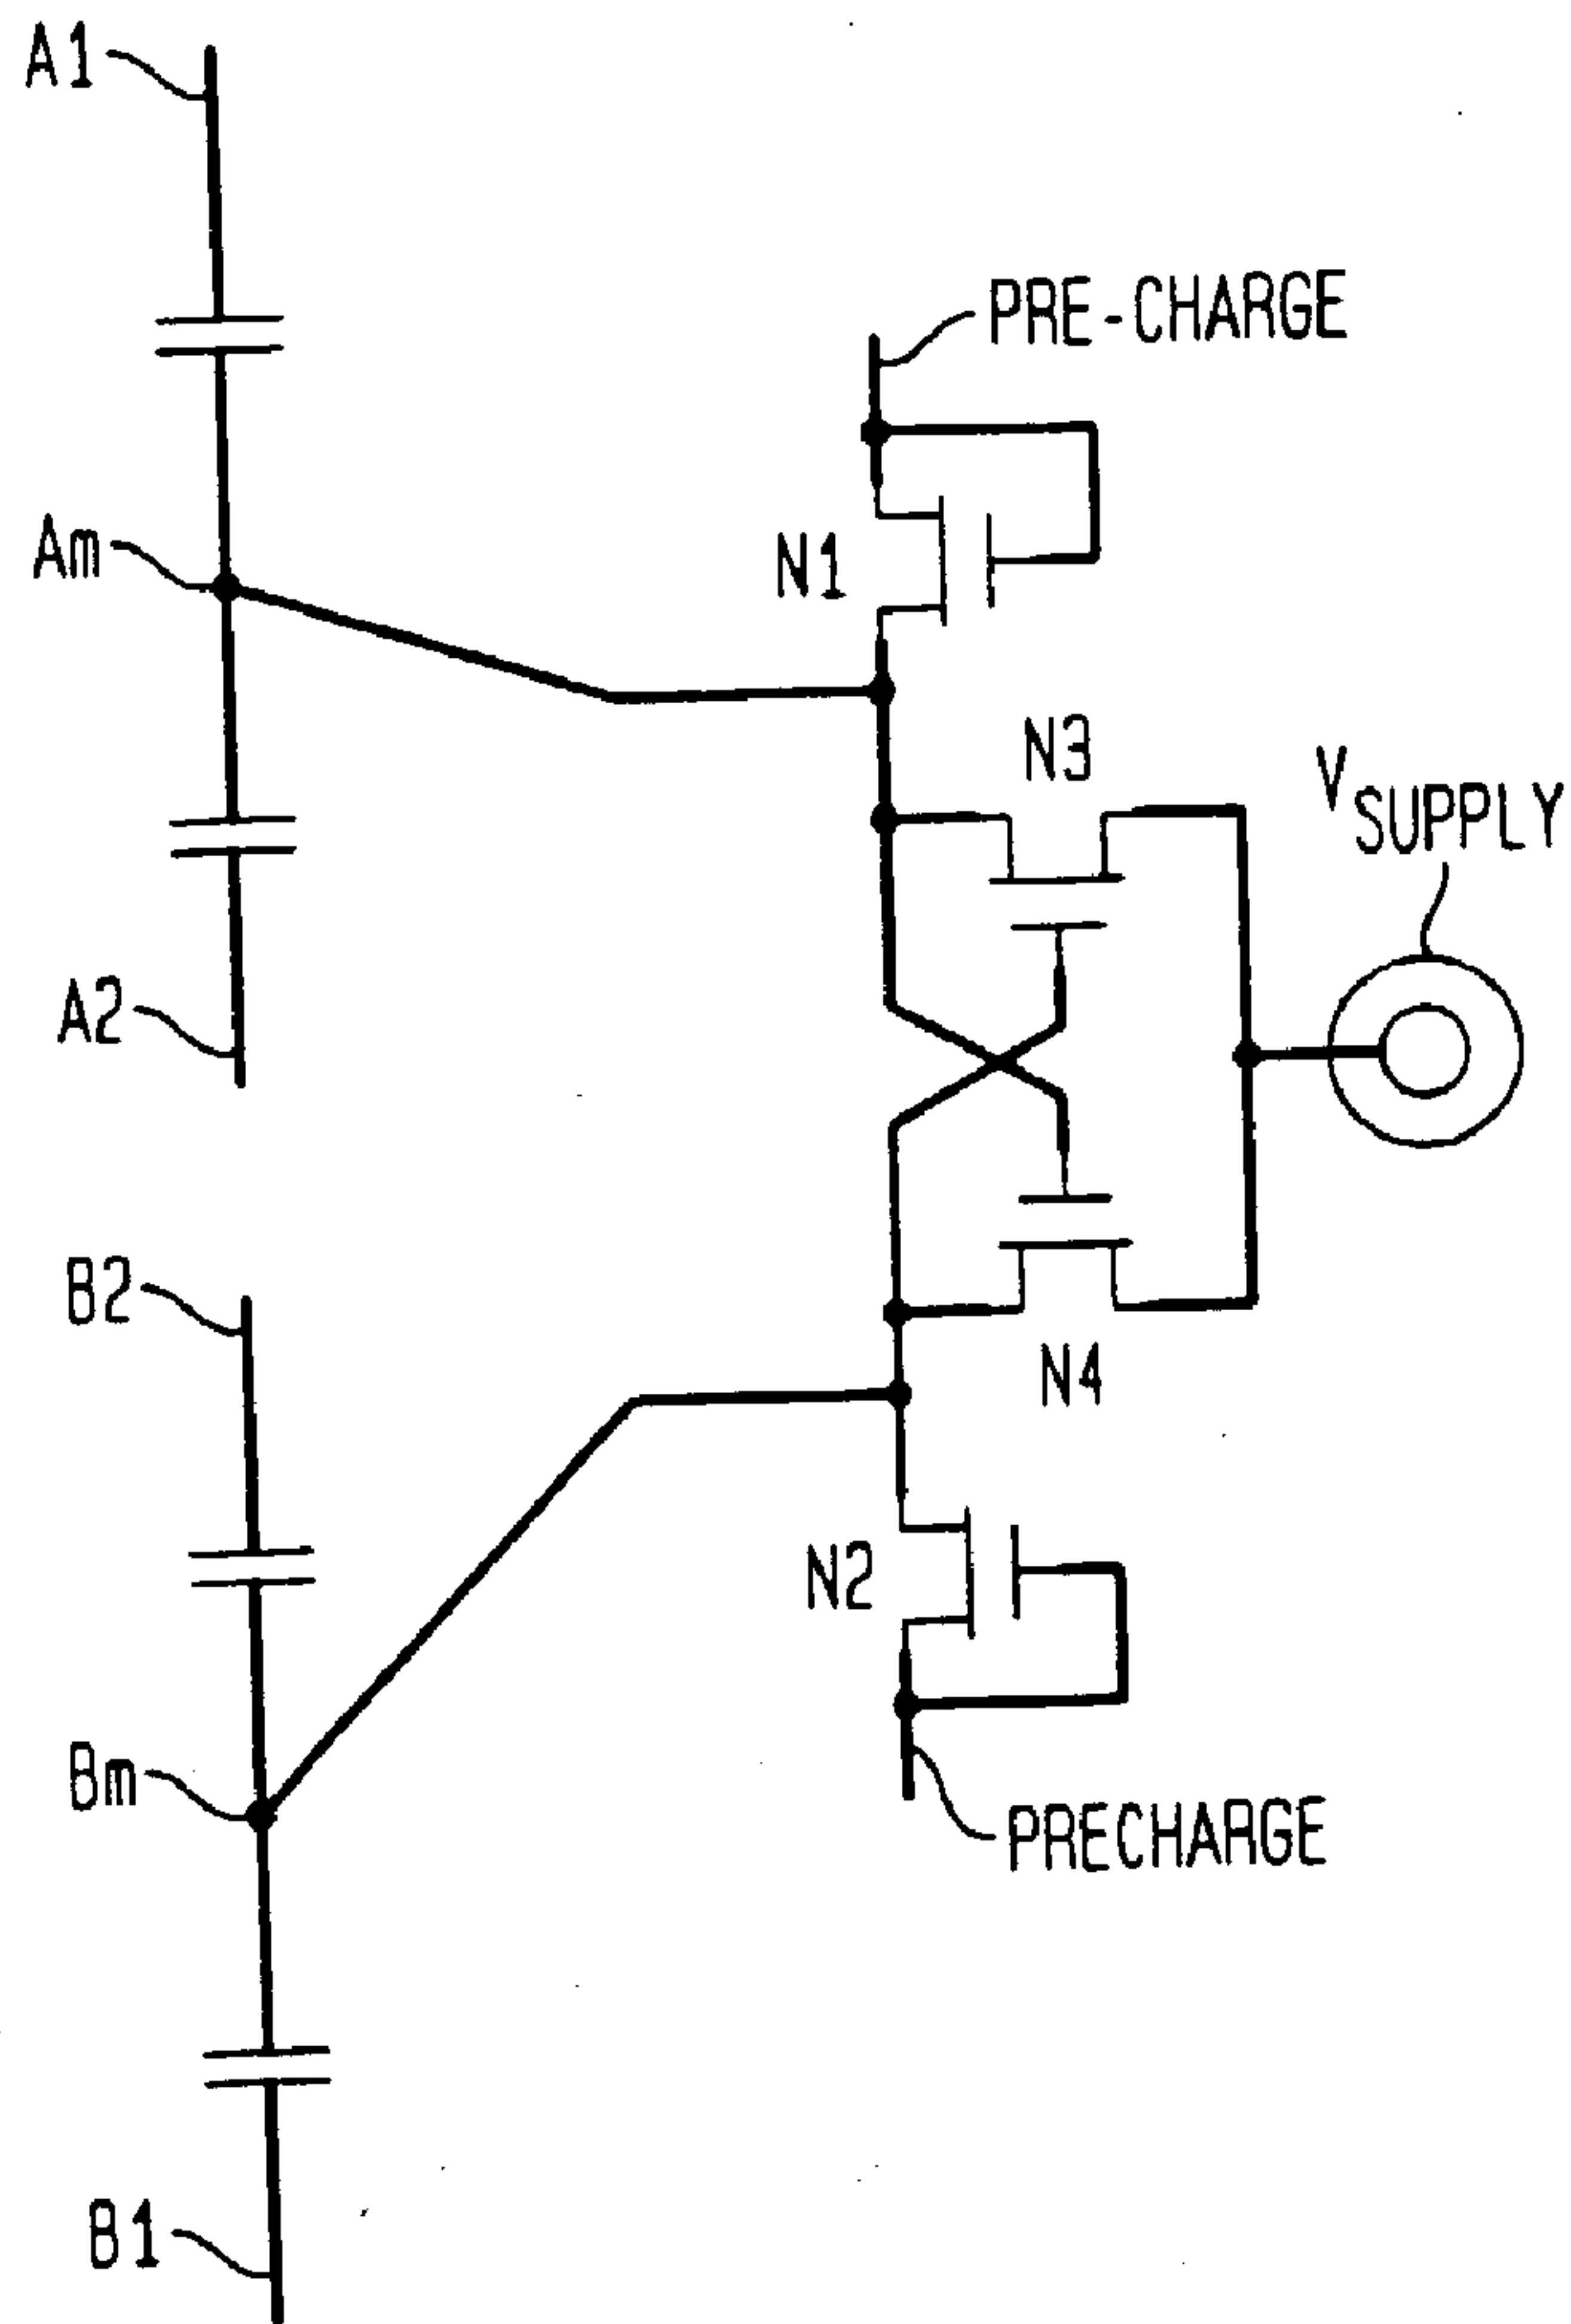 A1
PRE-CHARGE
Am
N1
N3
VSUPPLY
A2
B2
N4
N2
Bm
PRECHARGE
B1